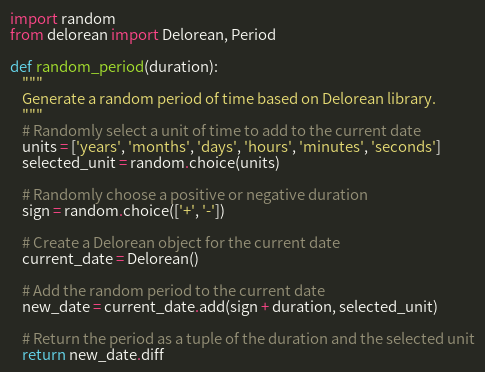 import random
from delorean import Delorean, Period

def random_period(duration):
    """
    Generate a random period of time based on Delorean library.
    """
    # Randomly select a unit of time to add to the current date
    units = ['years', 'months', 'days', 'hours', 'minutes', 'seconds']
    selected_unit = random.choice(units)

    # Randomly choose a positive or negative duration
    sign = random.choice(['+', '-'])

    # Create a Delorean object for the current date
    current_date = Delorean()

    # Add the random period to the current date
    new_date = current_date.add(sign + duration, selected_unit)

    # Return the period as a tuple of the duration and the selected unit
    return new_date.diff